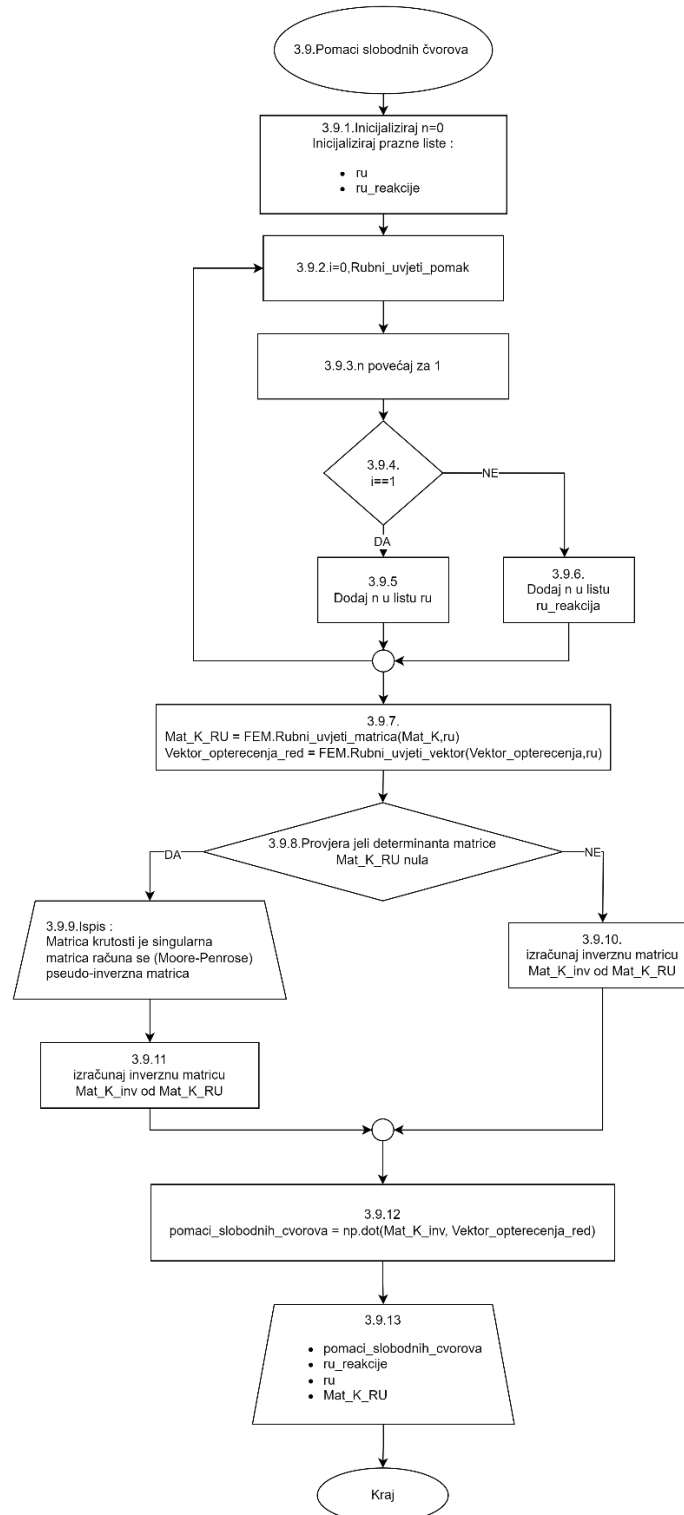 3.9.Pomaci slobodnih čvorova
3.9.1.Inicijaliziraj n=0
Inicijaliziraj prazne liste :
• ru
• ru_reakcije
3.9.2.i=0,Rubni_uvjeti_pomak
3.9.3.n povećaj za 1
3.9.4.
i==1
NE
DA
3.9.5
Dodaj n u listu ru
3.9.6.
Dodaj n u listu
ru_reakcija
3.9.7.
Mat_K_RU = FEM.Rubni_uvjeti_matrica(Mat_K,ru)
Vektor_opterecenja_red = FEM.Rubni_uvjeti_vektor(Vektor_opterecenja,ru)
3.9.8.Provjera jeli determinanta matrice
Mat_K_RU nula
DA
NE
3.9.9.Ispis :
Matrica krutosti je singularna
matrica računa se (Moore-Penrose)
pseudo-inverzna matrica
3.9.10.
izračunaj inverznu matricu
Mat_K_inv od Mat_K_RU
3.9.11
izračunaj inverznu matricu
Mat_K_inv od Mat_K_RU
3.9.12
pomaci_slobodnih_cvorova = np.dot(Mat_K_inv, Vektor_opterecenja_red)
3.9.13
• pomaci_slobodnih_cvorova
• ru_reakcije
• ru
• Mat_K_RU
Kraj